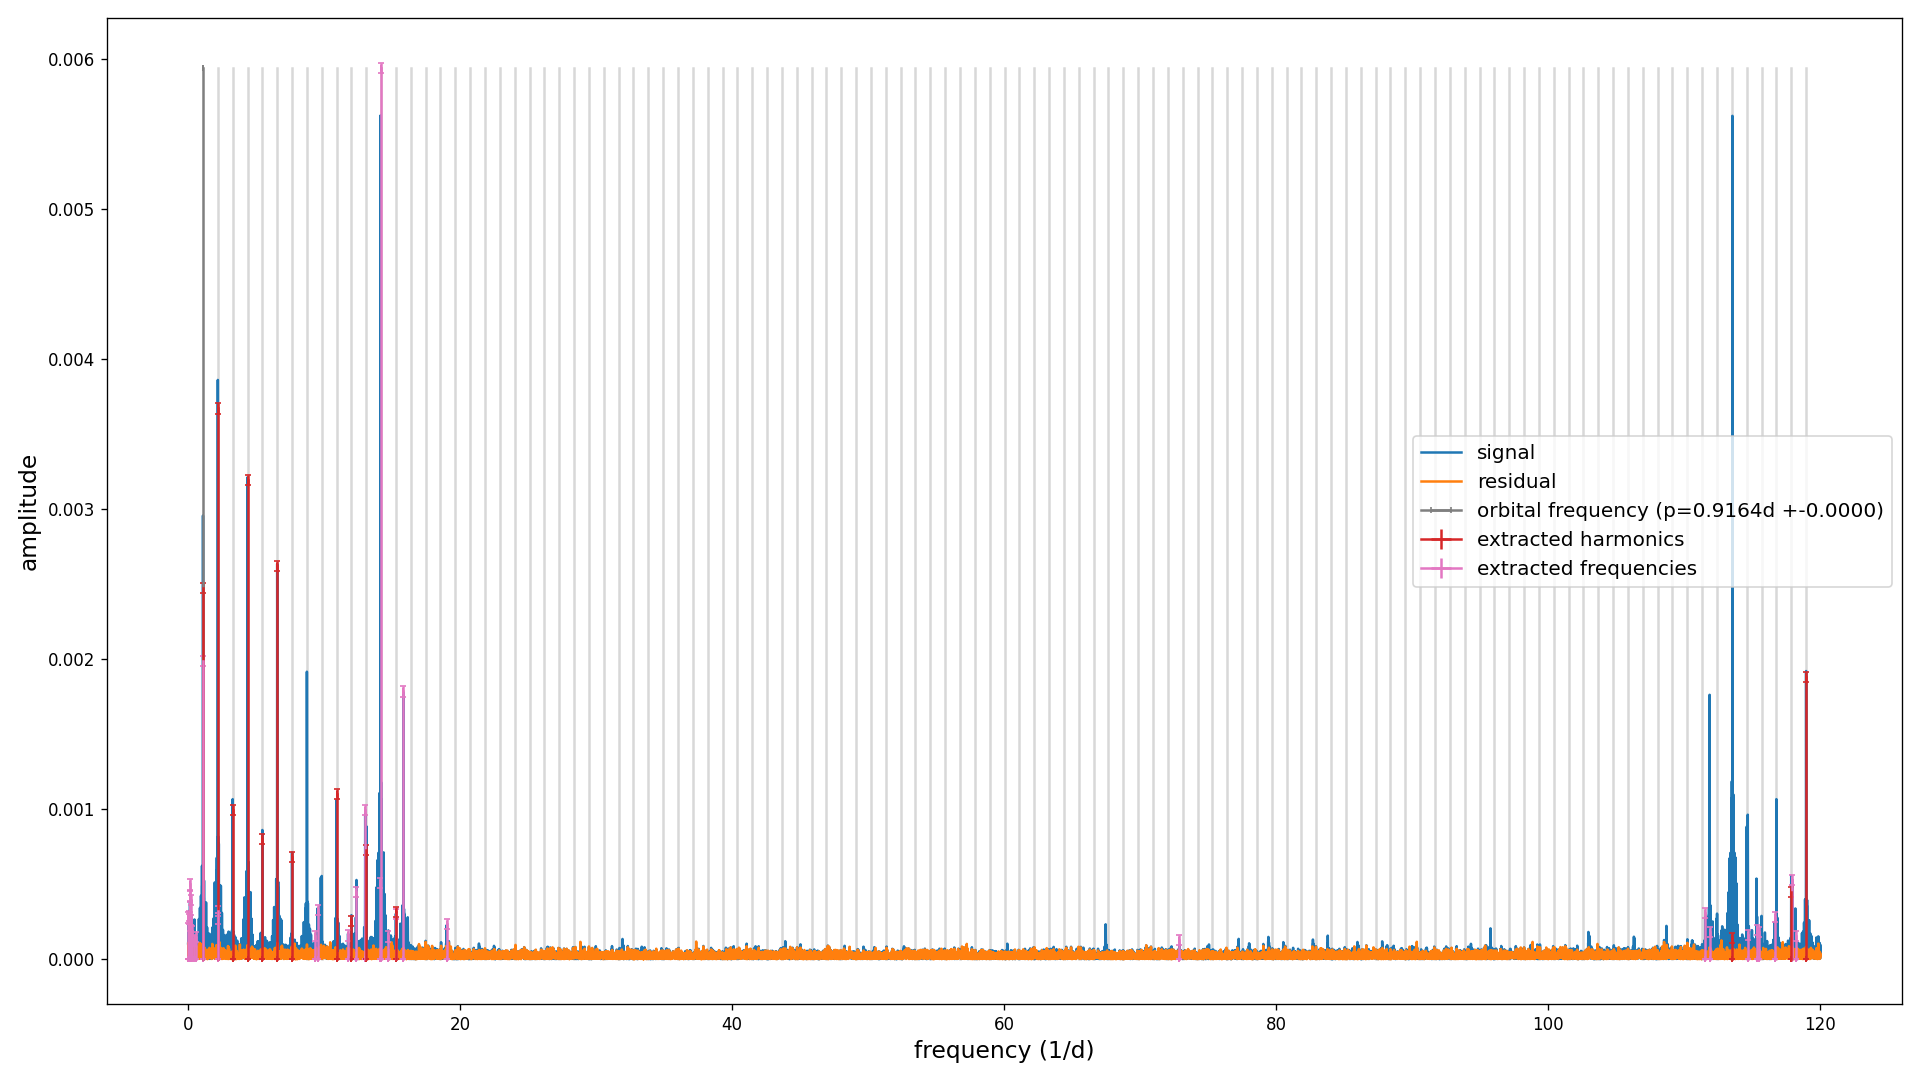 0.006
0.005
0.004
0.003
0.002
0.001
0.000
amplitude
signal
residual
orbital frequency (p=0.9164d +-0.0000)
extracted harmonics
extracted frequencies
0 20 40 60 80 100 120
frequency (1/d)